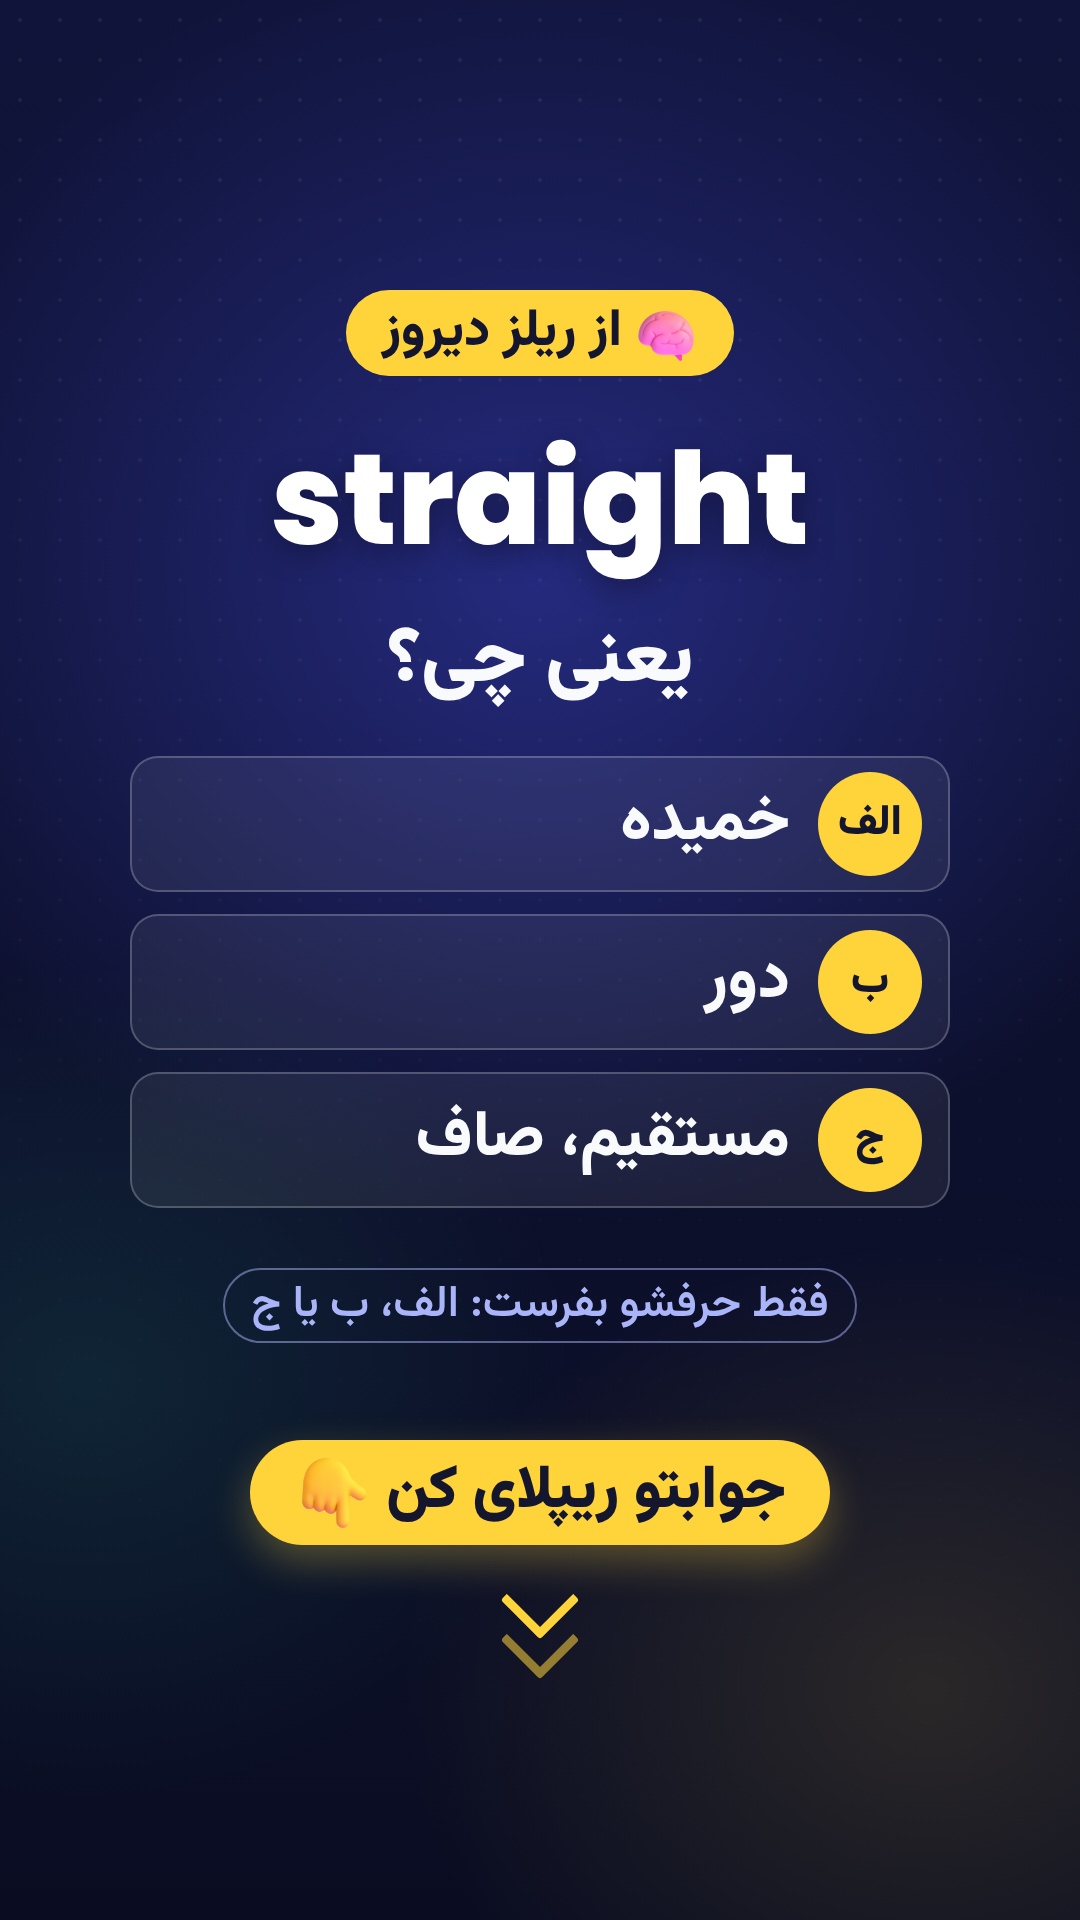 🧠 از ریلز دیروز
straight
یعنی چی؟
الف خمیده
ب دور
ج مستقیم، صاف
فقط حرفشو بفرست: الف، ب یا ج
جوابتو ریپلای کن 👇